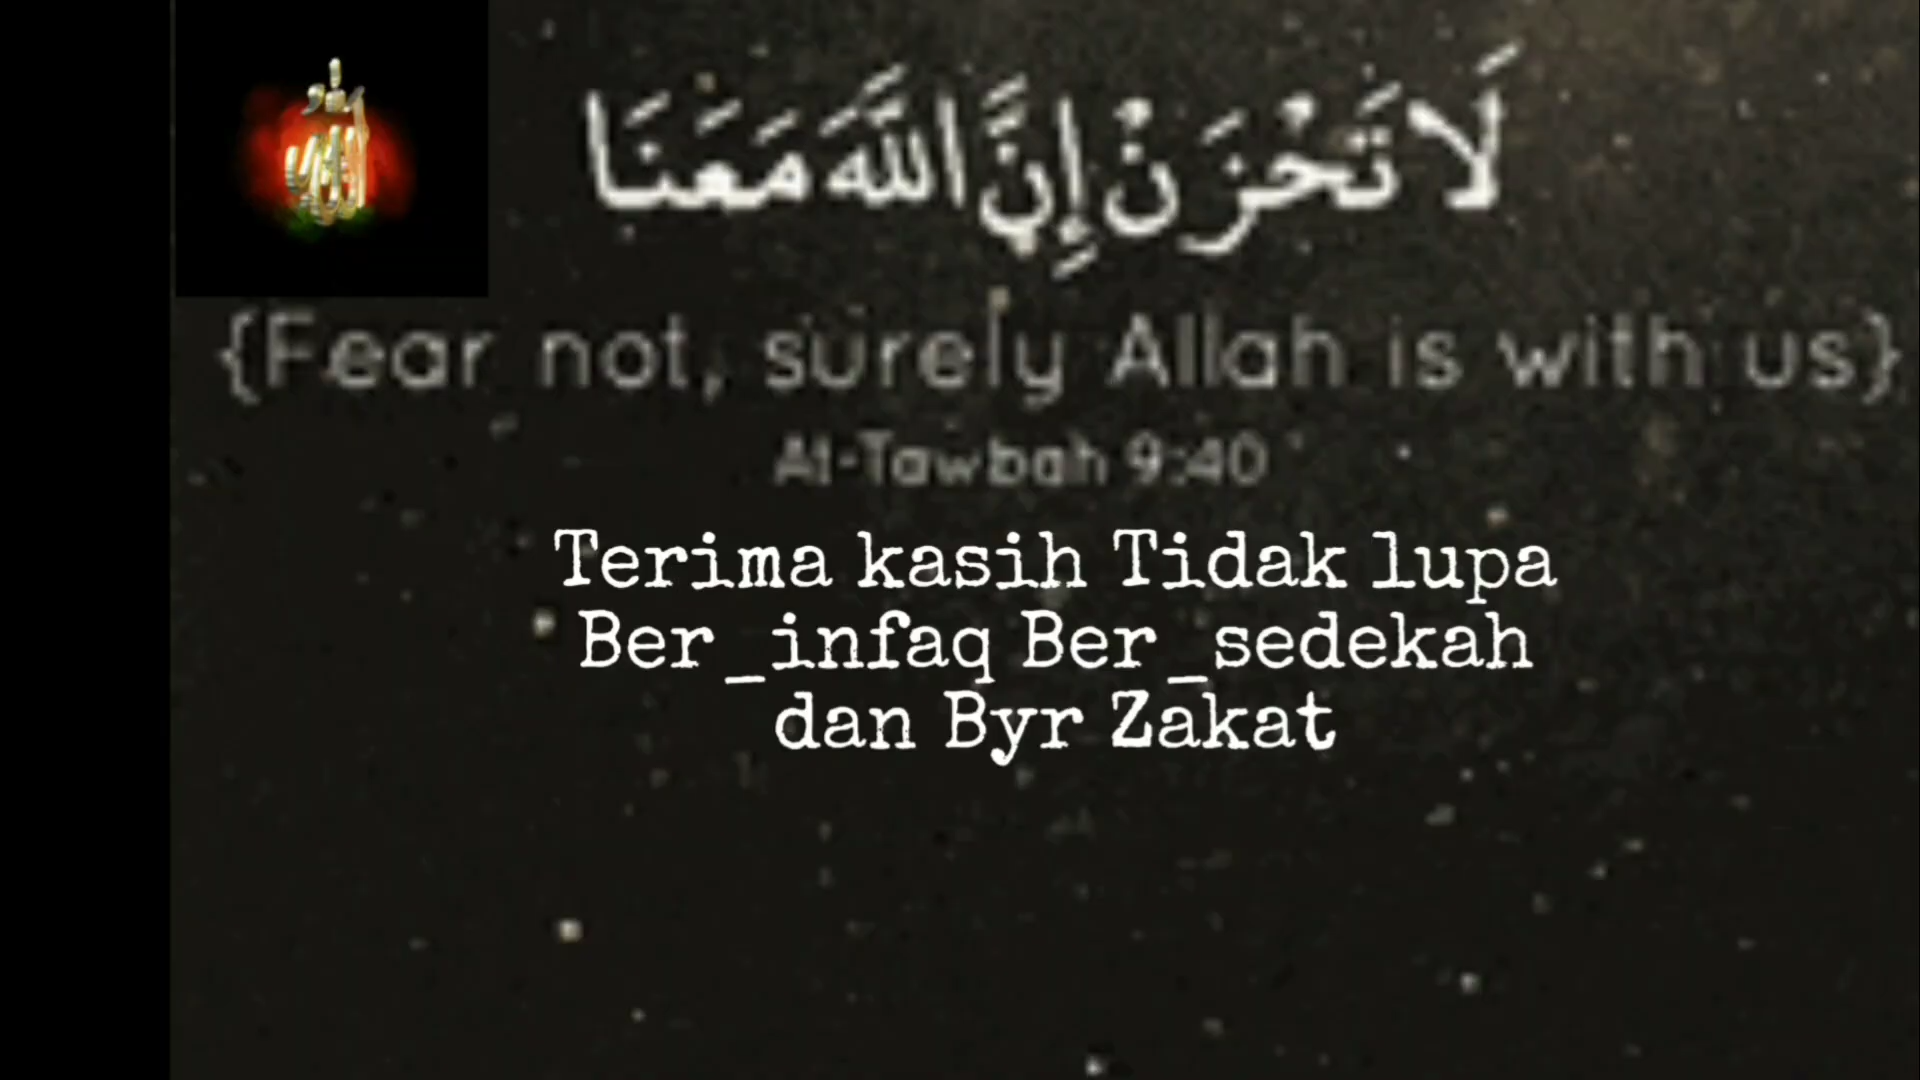 لَا تَحْزَنْ إِنَّ اللَّهَ مَعَنَا
{Fear not, surely Allah is with us}
At-Tawbah 9:40
Terima kasih Tidak lupa
Ber_infaq Ber_sedekah
dan Byr Zakat